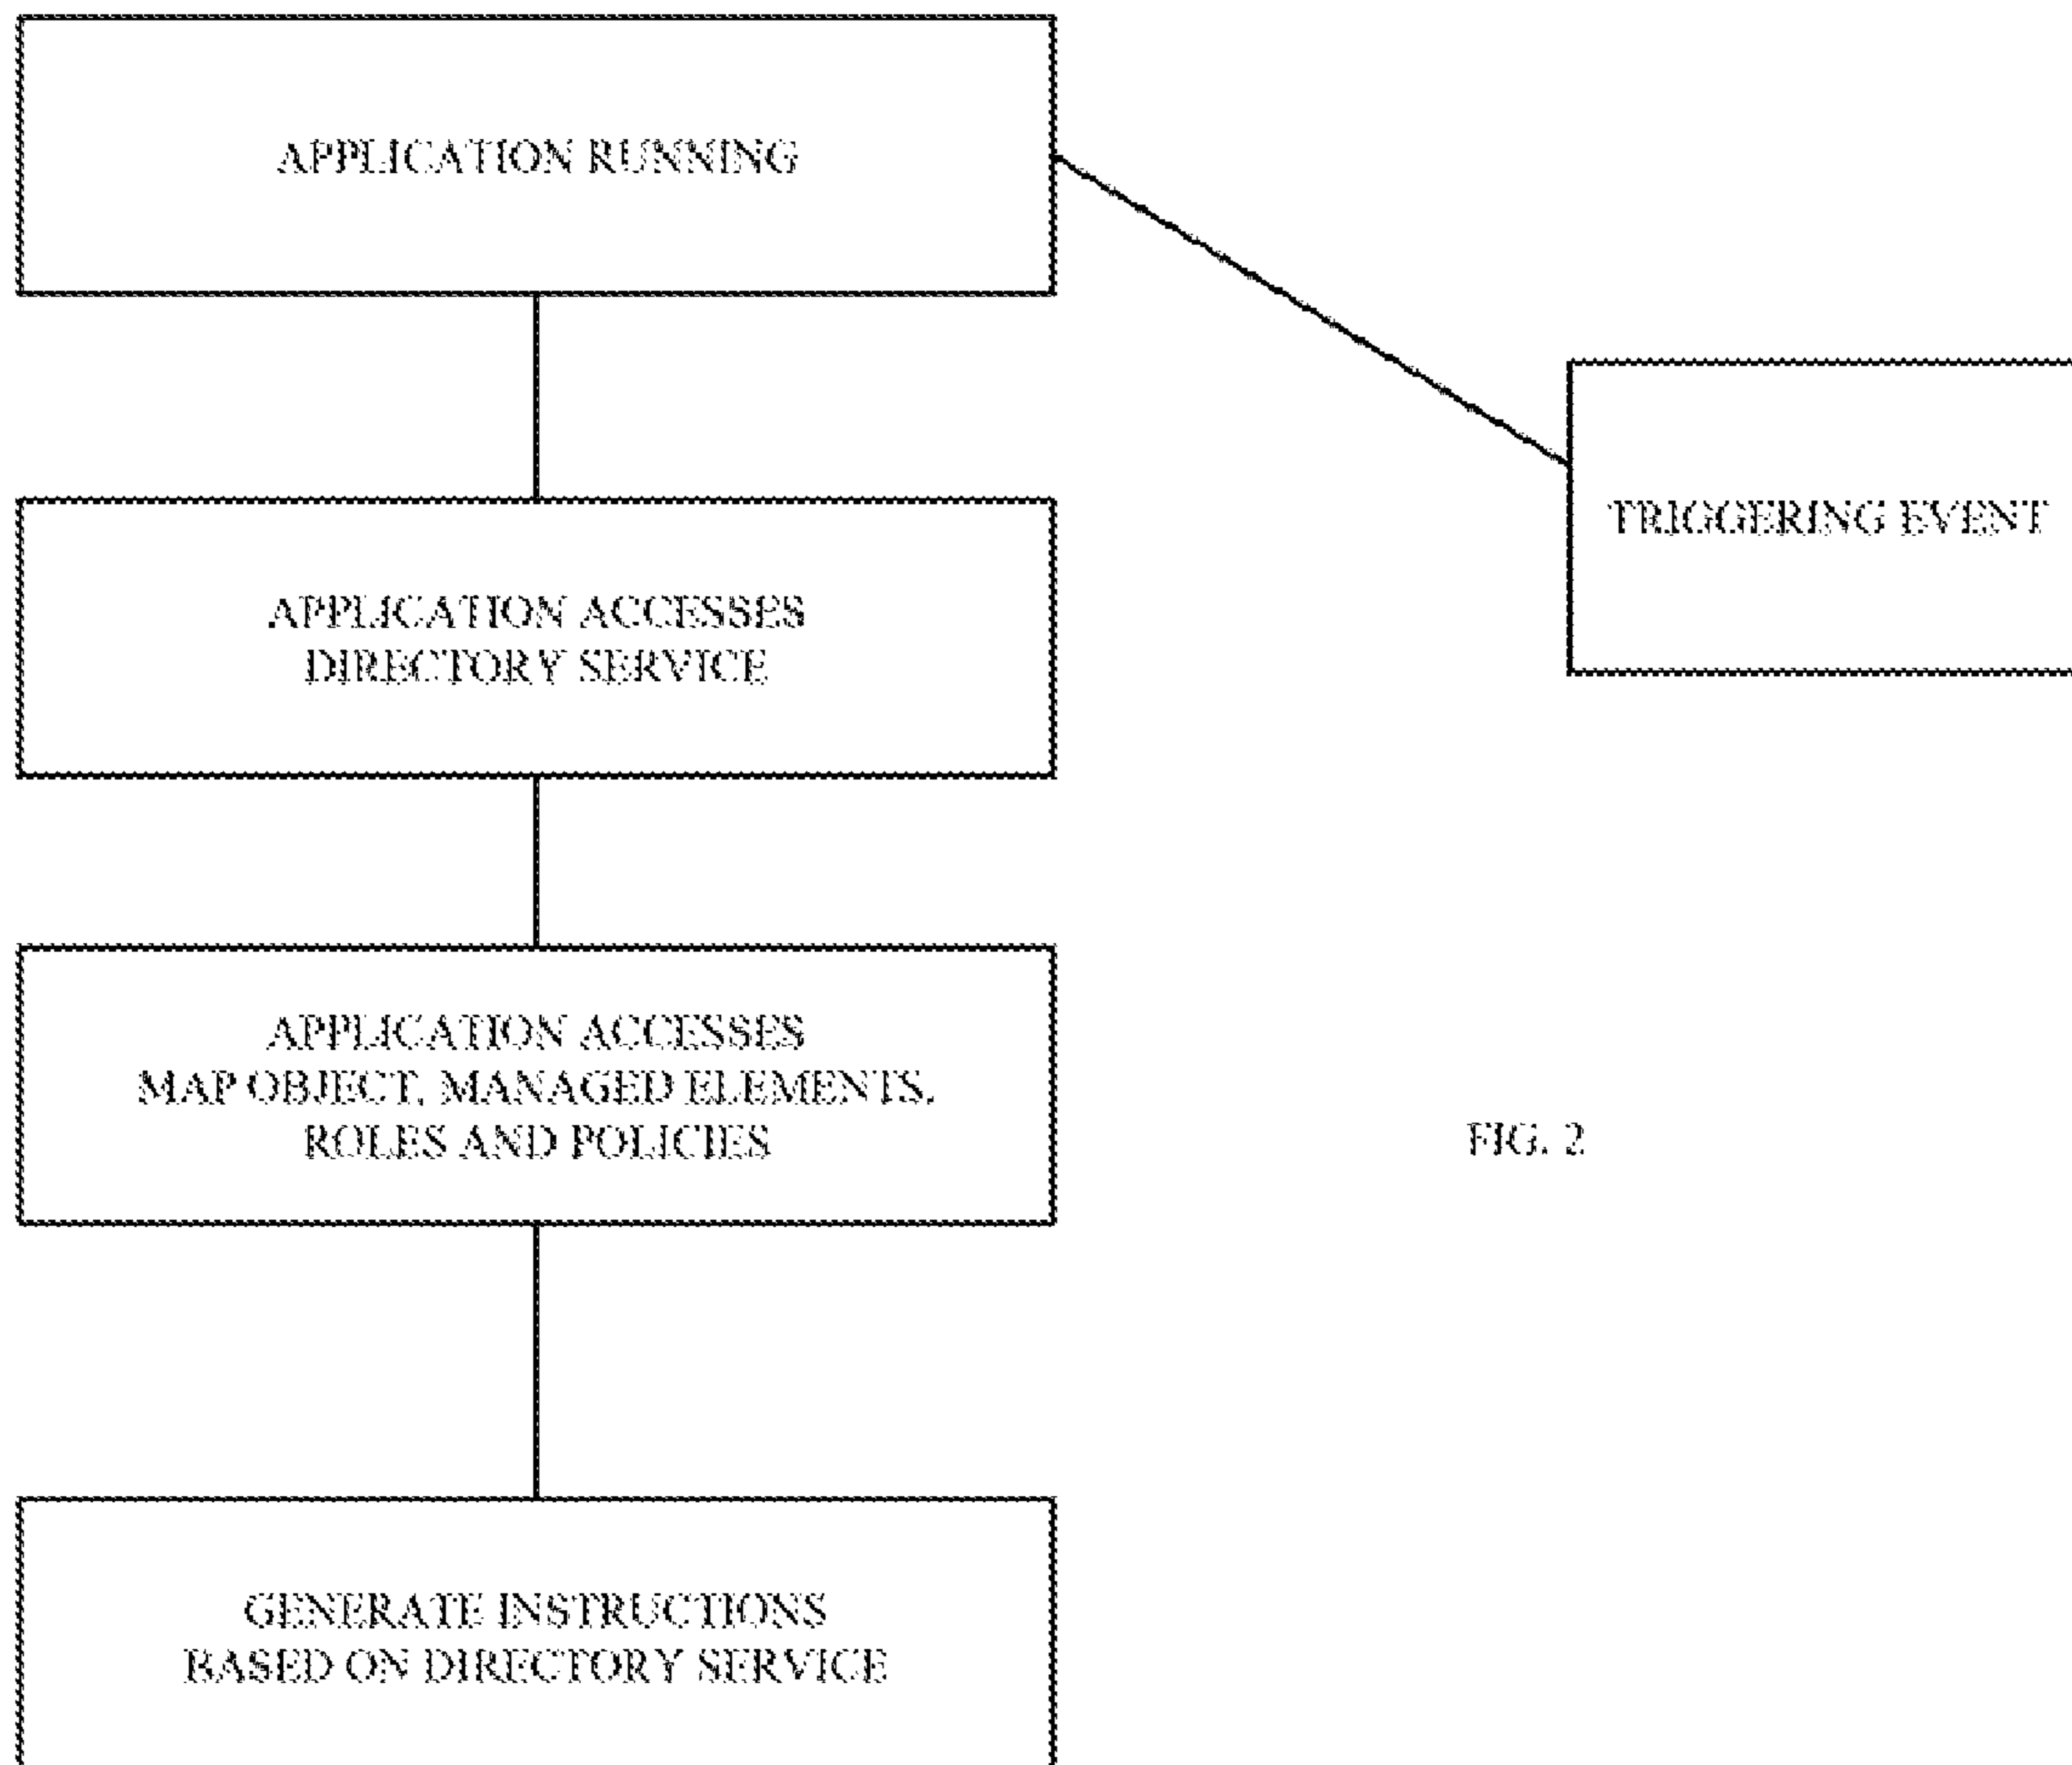 APPLICATION RUNNING
TRIGGERING EVENT
APPLICATION ACCESSES
DIRECTORY SERVICE
APPLICATION ACCESSES
MAP OBJECT, MANAGED ELEMENTS,
ROLES AND POLICIES
FIG. 2
GENERATE INSTRUCTIONS
BASED ON DIRECTORY SERVICE